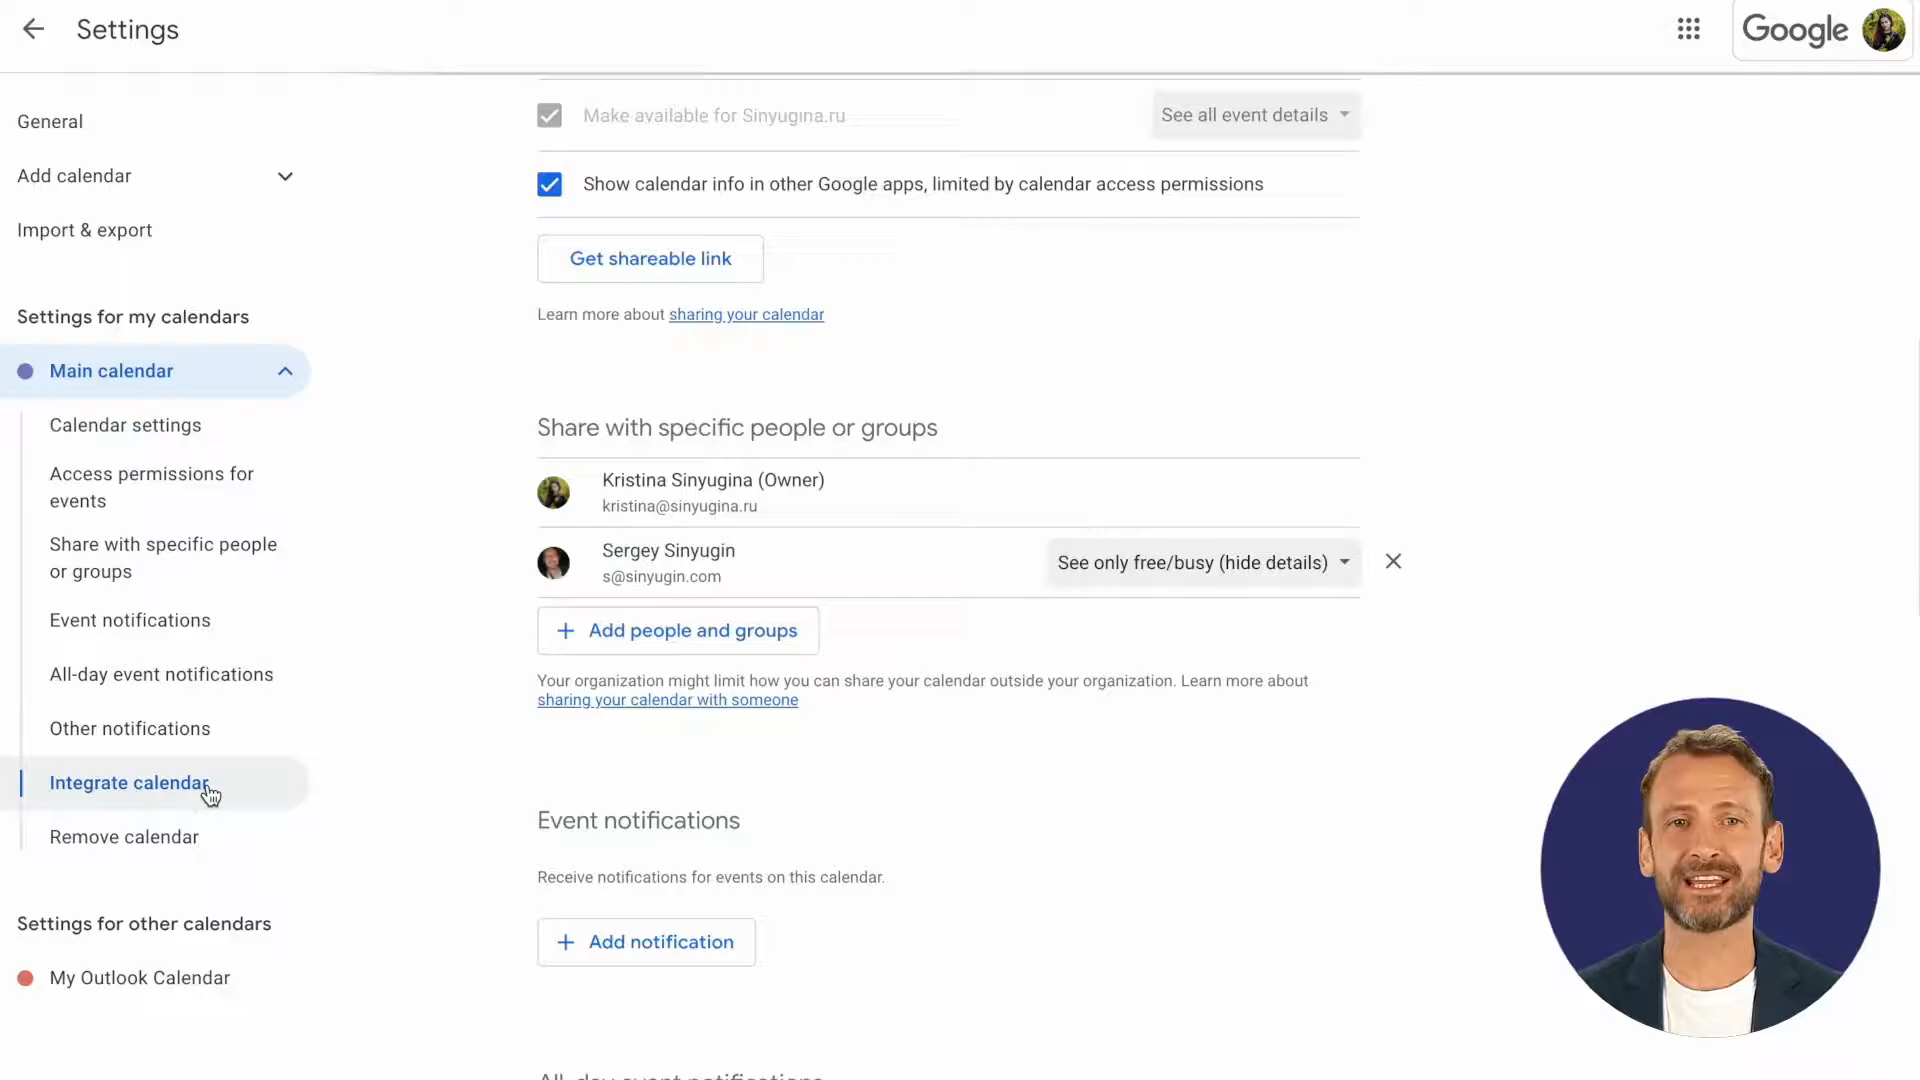 Settings
Google
General
Add calendar
Import & export
Settings for my calendars
Main calendar
Calendar settings
Access permissions for
events
Share with specific people
or groups
Event notifications
All-day event notifications
Other notifications
Integrate calendar
Remove calendar
Settings for other calendars
My Outlook Calendar
Make available for Sinyugina.ru
See all event details
Show calendar info in other Google apps, limited by calendar access permissions
Get shareable link
Learn more about sharing your calendar
Share with specific people or groups
Kristina Sinyugina (Owner)
kristina@sinyugina.ru
Sergey Sinyugin
s@sinyugin.com
See only free/busy (hide details)
Add people and groups
Your organization might limit how you can share your calendar outside your organization. Learn more about
sharing your calendar with someone
Event notifications
Receive notifications for events on this calendar.
Add notification
All-day event notifications